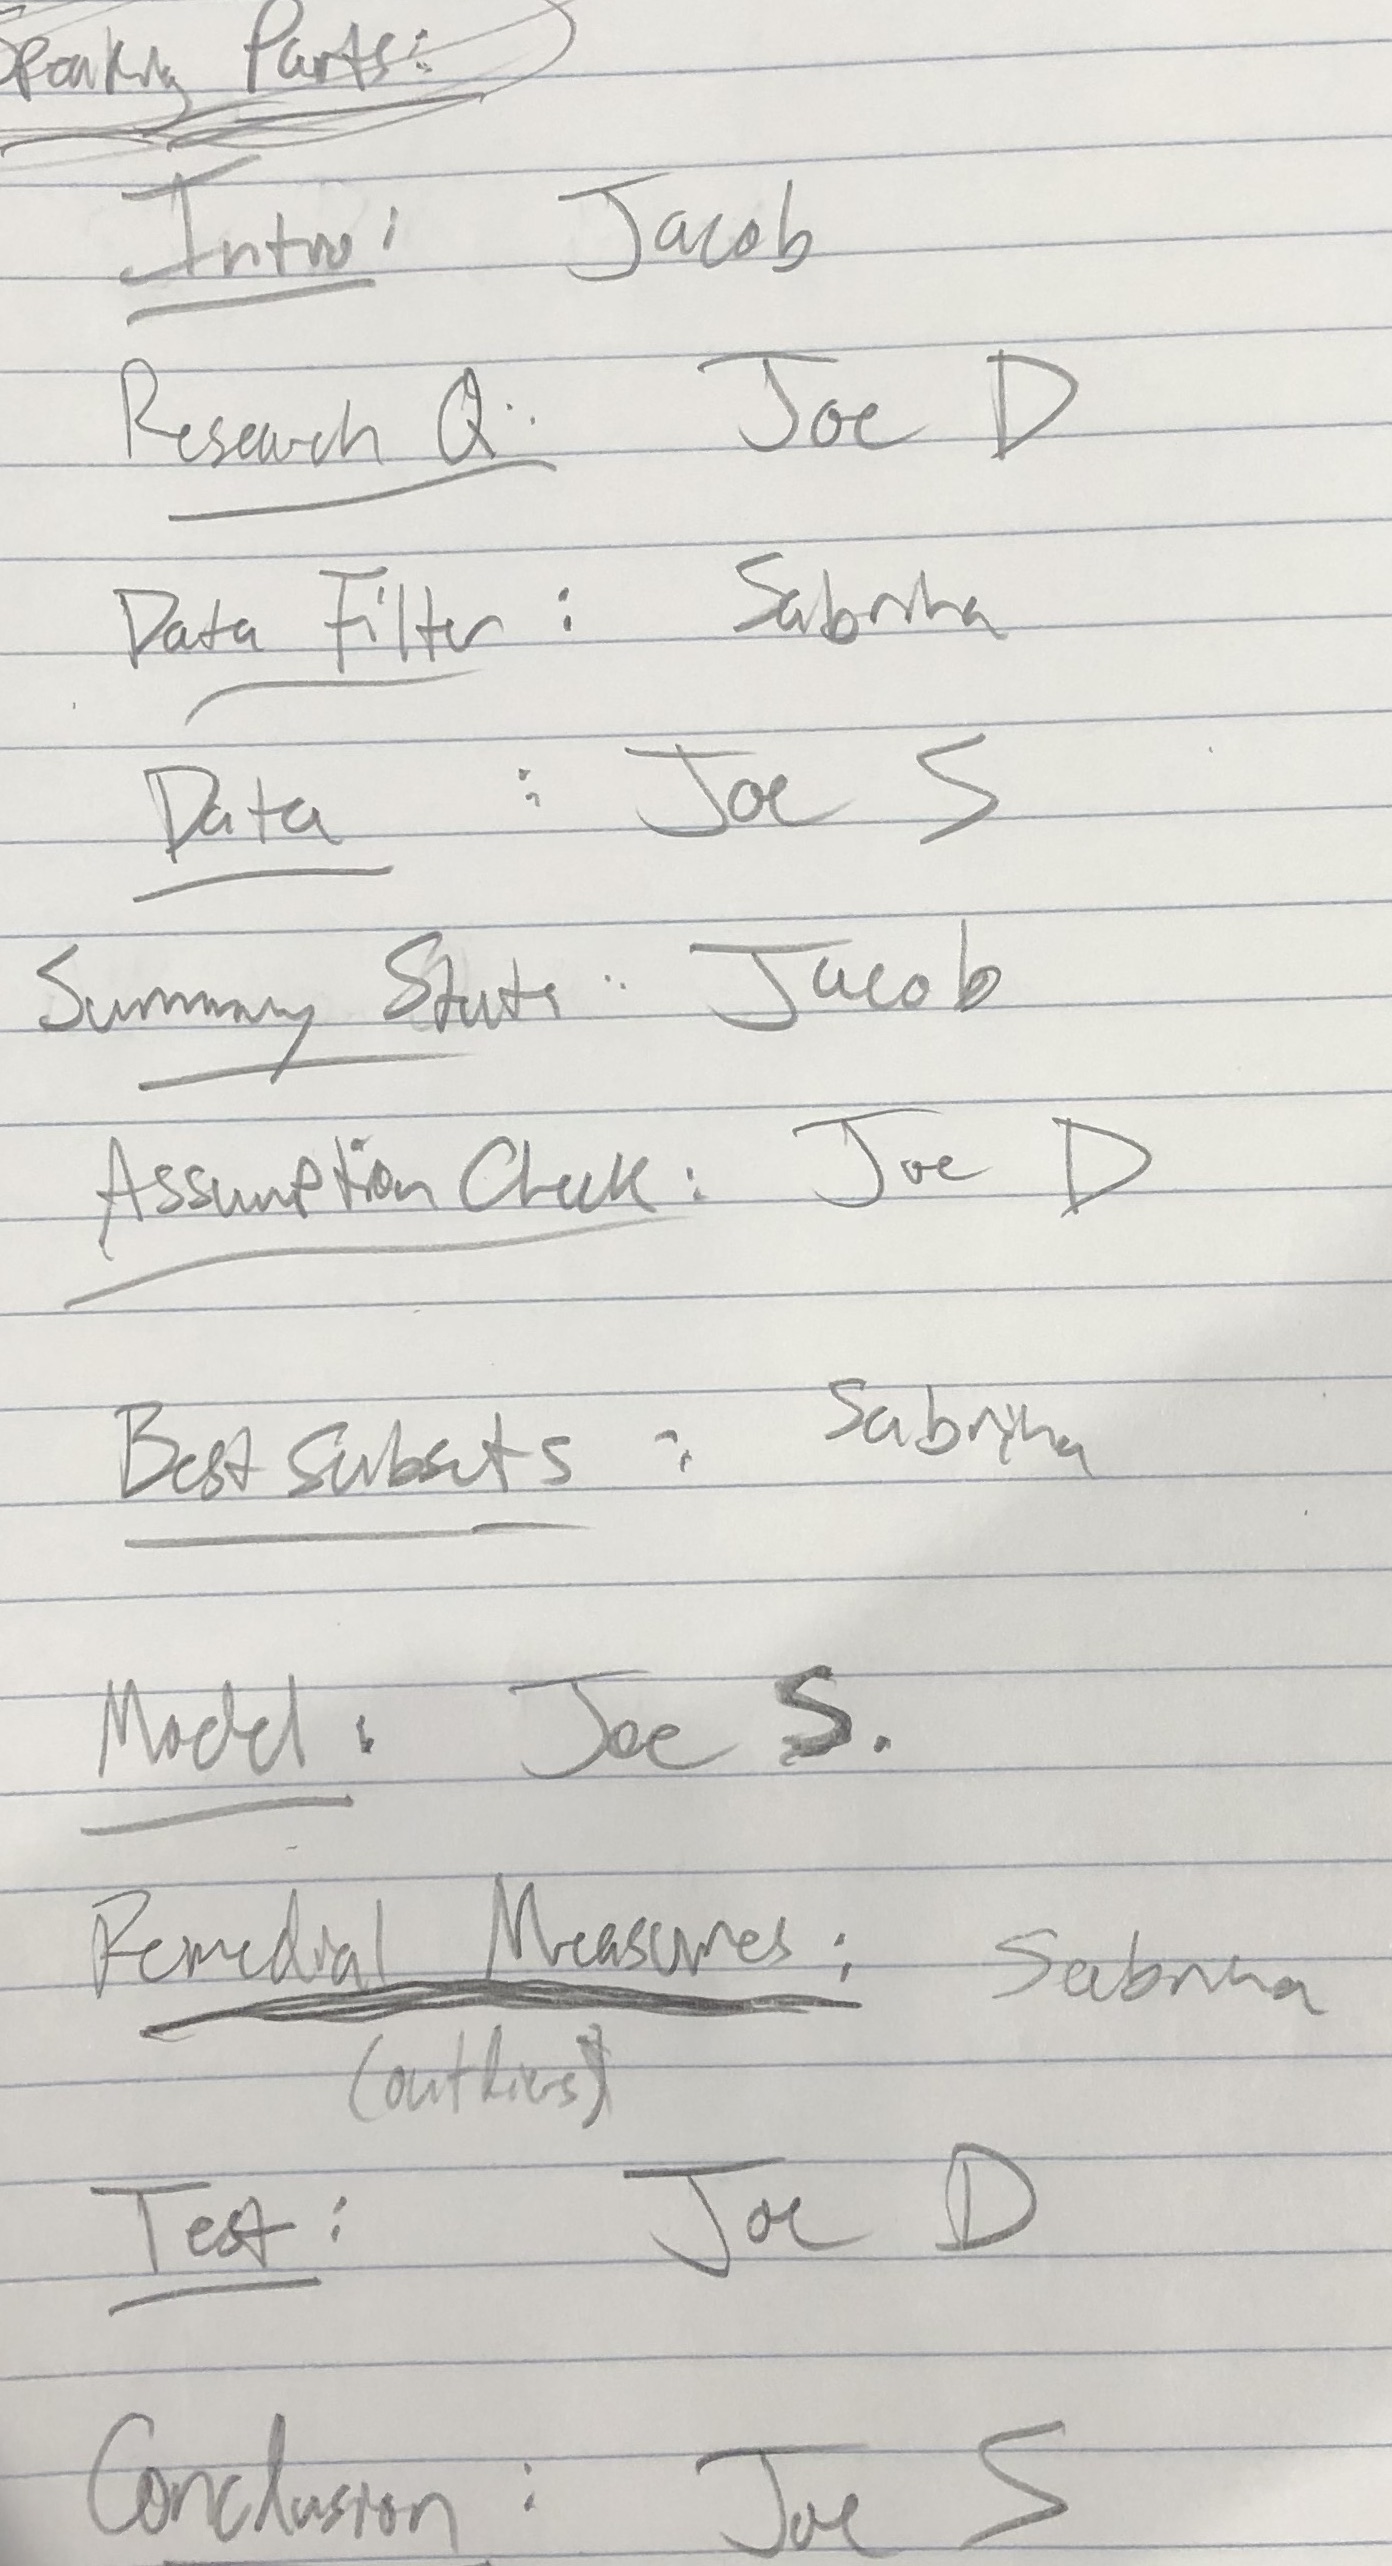 Speaking Parts:
Intro: Jacob
Research Q: Joe D
Data Filter: Sabrina
Data : Joe S
Summary Stats: Jacob
Assumption Check: Joe D
Best Subsets : Sabrina
Model: Joe S.
Remedial Measures: Sabrina
(outliers)
Test: Joe D
Conclusion: Joe S